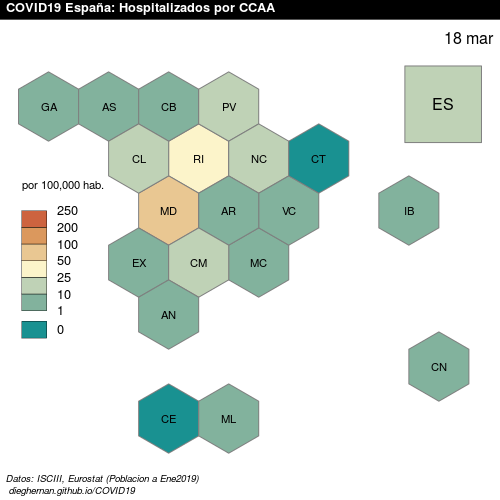 COVID19 España: Hospitalizados por CCAA
18 mar
GA AS CB PV ES
CL RI NC CT
por 100,000 hab.
MD AR VC IB
250
200
100
50
25
10
1
0
EX CM MC
AN
CN
CE ML
Datos: ISCIII, Eurostat (Poblacion a Ene2019)
dieghernan.github.io/COVID19